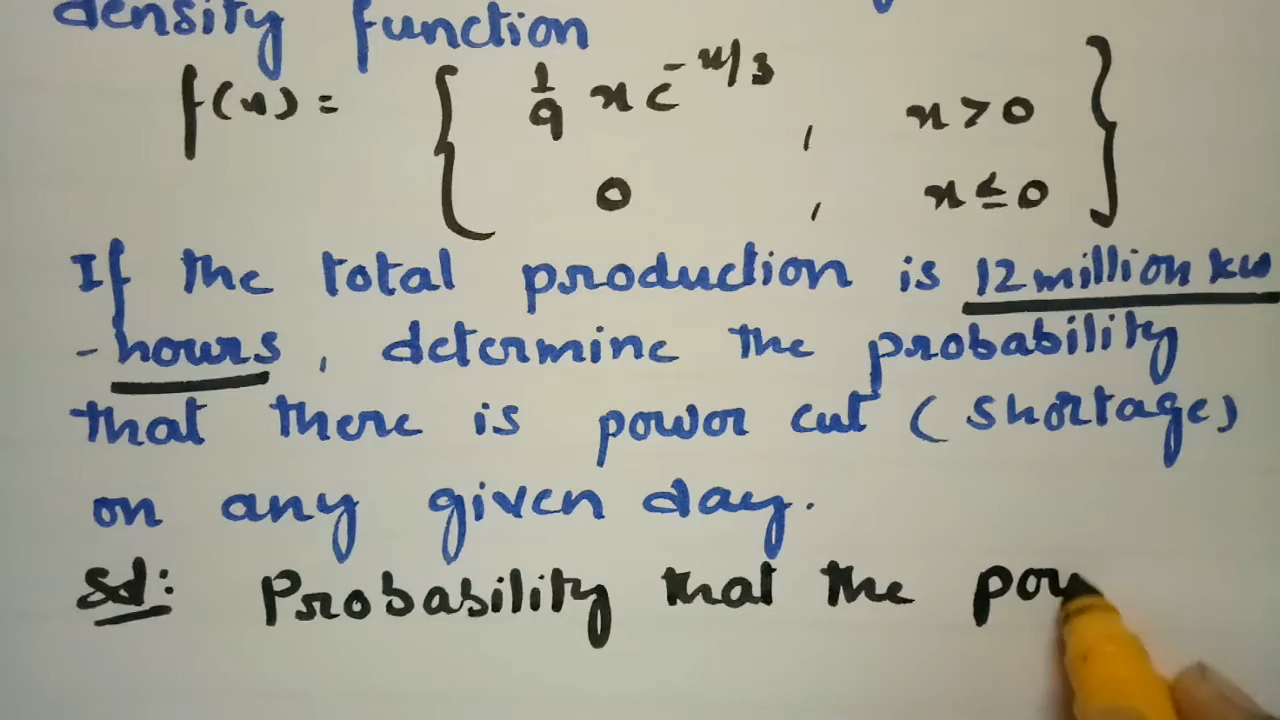 density function
f(x) = { 1/9 x e^-x/3 , x > 0
0 , x ≤ 0 }
If the total production is 12 million kw
- hours , determine the probability
that there is power cut ( shortage)
on any given day.
Sol: Probability that the pow